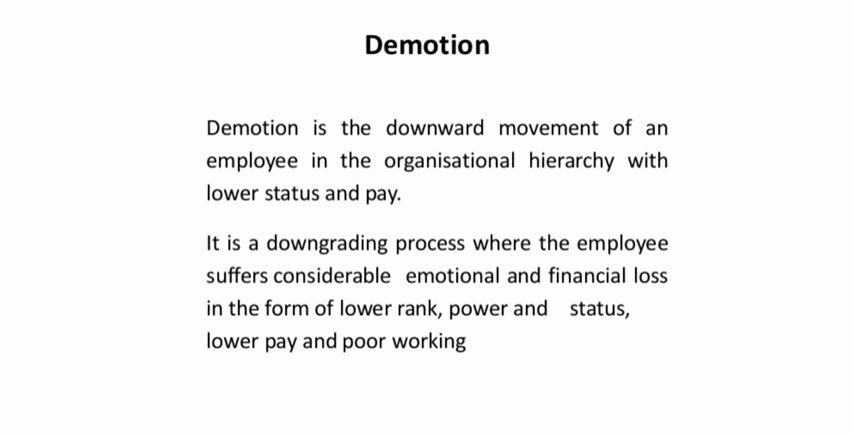 Demotion
Demotion is the downward movement of an
employee in the organisational hierarchy with
lower status and pay.
It is a downgrading process where the employee
suffers considerable emotional and financial loss
in the form of lower rank, power and status,
lower pay and poor working